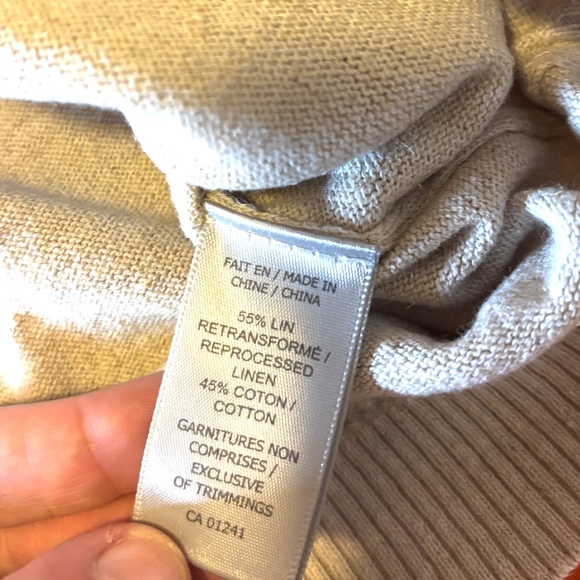 FAIT EN / MADE IN
CHINE / CHINA
55% LIN
RETRANSFORMÉ /
REPROCESSED
LINEN
45% COTON /
COTTON
GARNITURES NON
COMPRISES /
EXCLUSIVE
OF TRIMMINGS
CA 01241